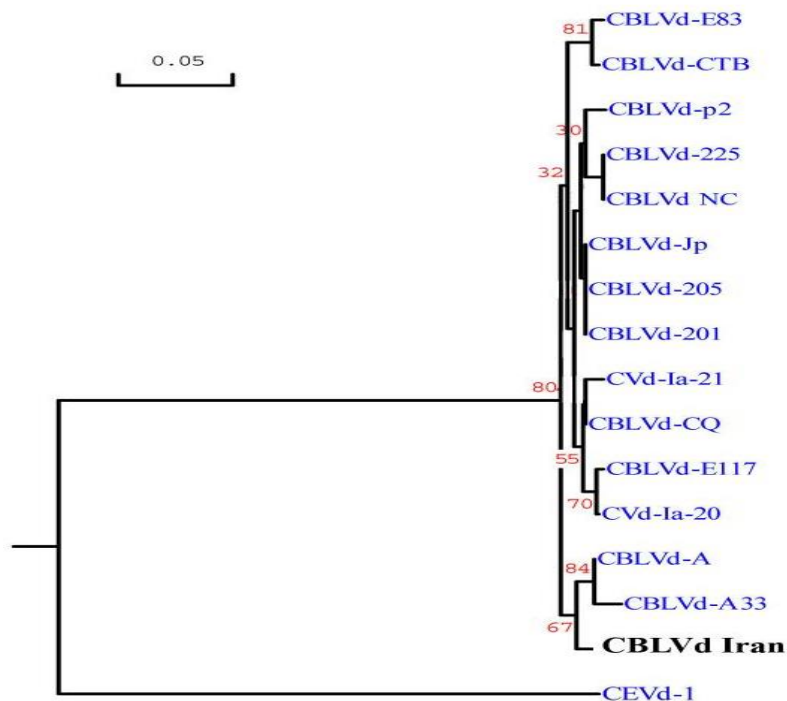 CBLVd-E83
81
0.05
CBLVd-CTB
CBLVd-p2
30
CBLVd-225
32
CBLVd NC
CBLVd-Jp
CBLVd-205
CBLVd-201
CVd-Ia-21
80
CBLVd-CQ
55
CBLVd-E117
70
CVd-Ia-20
CBLVd-A
84
CBLVd-A33
67
CBLVd Iran
CEVd-1